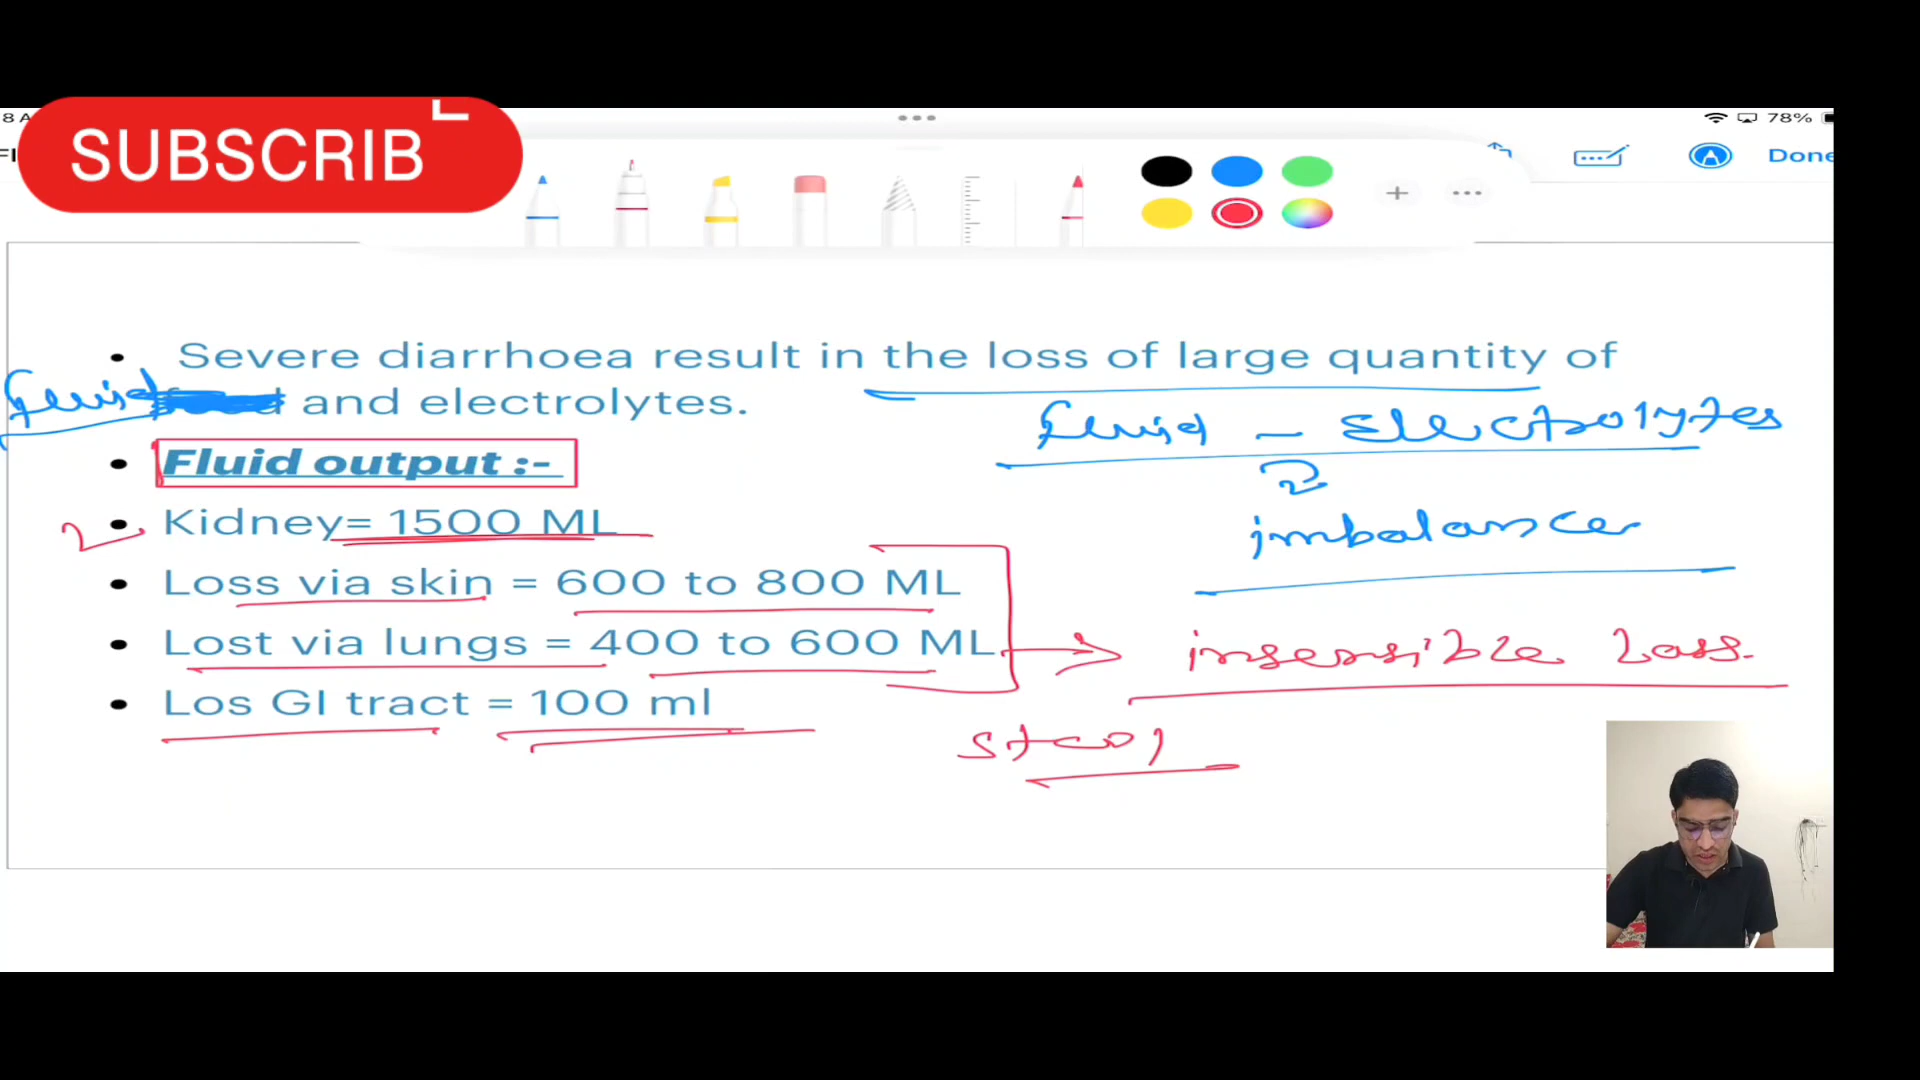 8 A
78%
SUBSCRIB
Done
• Severe diarrhoea result in the loss of large quantity of
fluid and electrolytes.
fluid - Electrolytes
• Fluid output :-
imbalance
• Kidney= 1500 ML
• Loss via skin = 600 to 800 ML
• Lost via lungs = 400 to 600 ML
insensible Loss.
• Los GI tract = 100 ml
stool